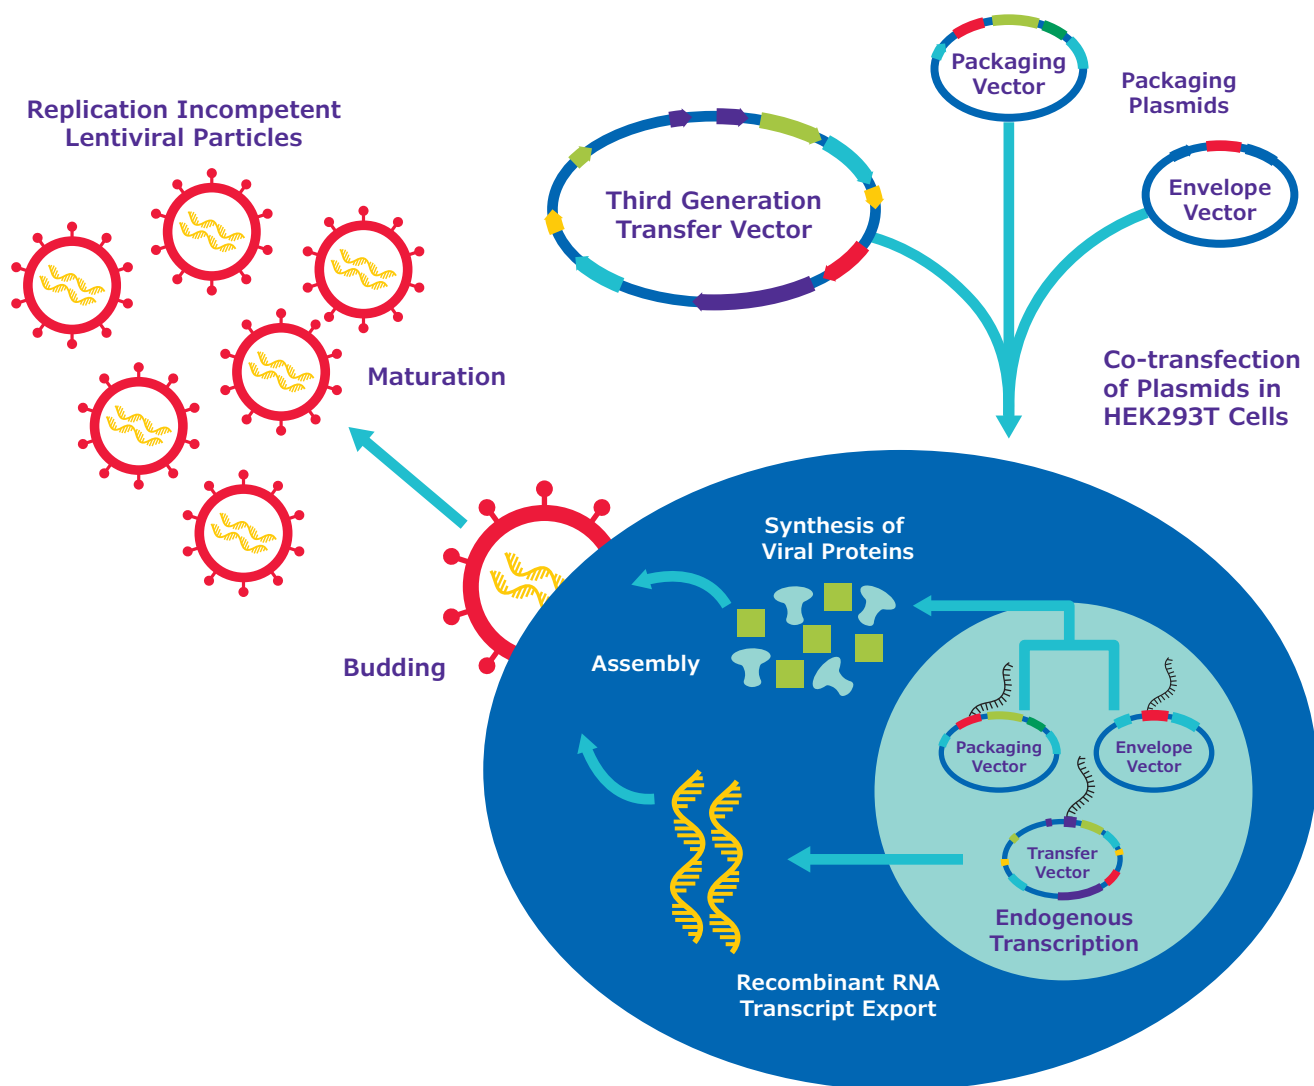 Packaging
Vector
Packaging
Plasmids
Replication Incompetent
Lentiviral Particles
Third Generation
Transfer Vector
Envelope
Vector
Maturation
Co-transfection
of Plasmids in
HEK293T Cells
Synthesis of
Viral Proteins
Budding
Assembly
Packaging
Vector
Envelope
Vector
Transfer
Vector
Endogenous
Transcription
Recombinant RNA
Transcript Export